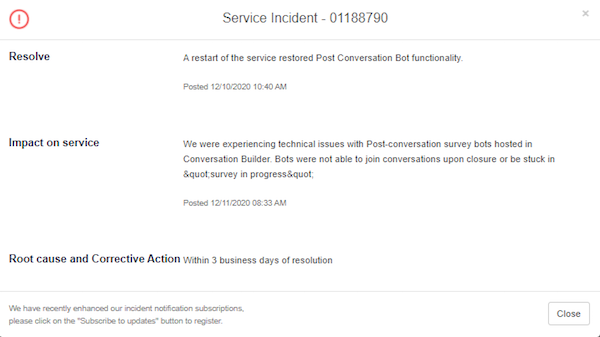 Service Incident - 01188790
×
Resolve
A restart of the service restored Post Conversation Bot functionality.
Posted 12/10/2020 10:40 AM
Impact on service
We were experiencing technical issues with Post-conversation survey bots hosted in
Conversation Builder. Bots were not able to join conversations upon closure or be stuck in
&quot;survey in progress&quot;
Posted 12/11/2020 08:33 AM
Root cause and Corrective Action Within 3 business days of resolution
We have recently enhanced our incident notification subscriptions,
please click on the "Subscribe to updates" button to register.
Close